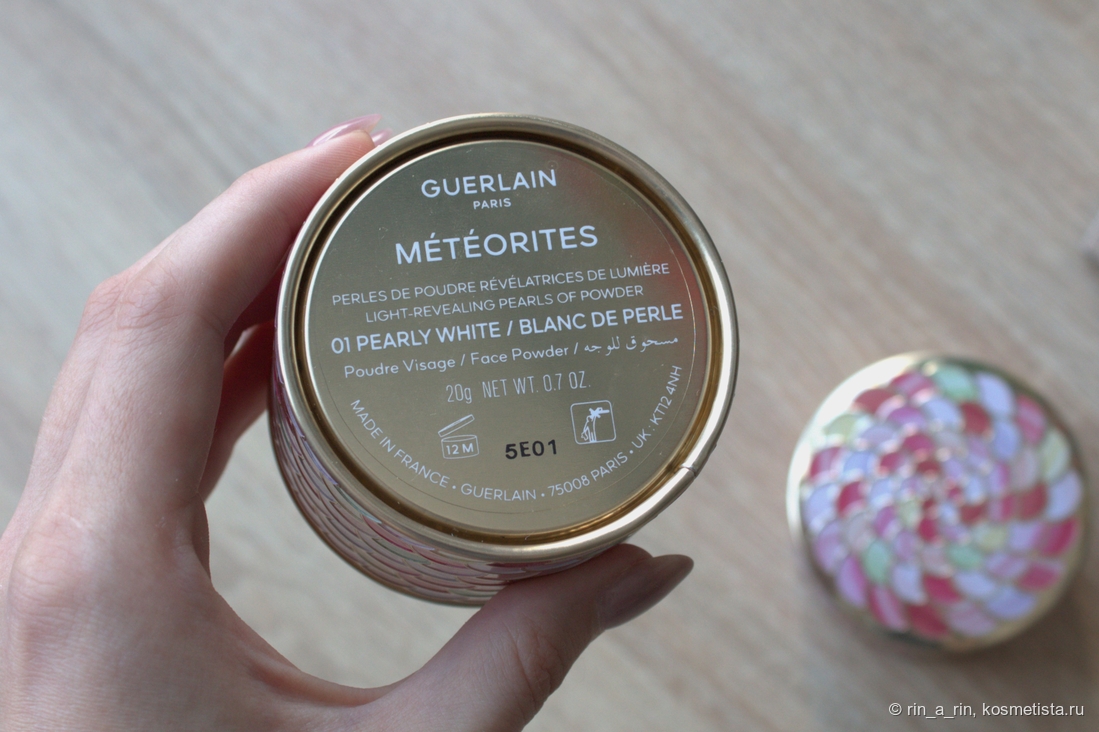 GUERLAIN
PARIS
MÉTÉORITES
PERLES DE POUDRE RÉVÉLATRICES DE LUMIÈRE
LIGHT-REVEALING PEARLS OF POWDER
01 PEARLY WHITE / BLANC DE PERLE
Poudre Visage / Face Powder / مسحوق للوجه
20g NET WT. 0.7 OZ.
12 M
5E01
MADE IN FRANCE • GUERLAIN • 75008 PARIS • UK • KT12 4NH
© rin_a_rin, kosmetista.ru